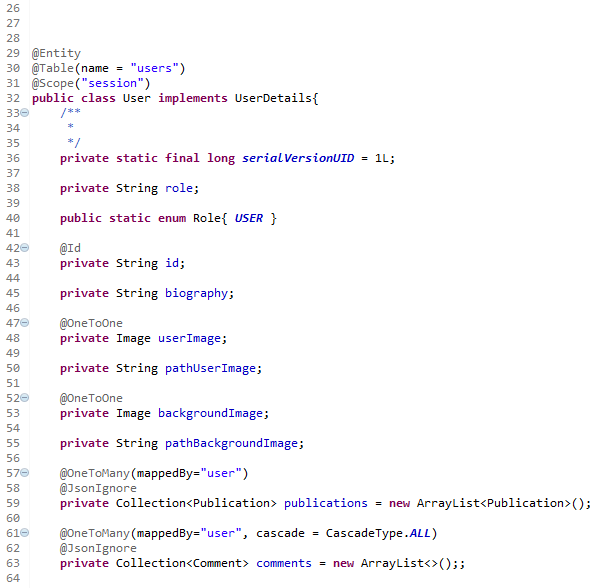 26
27
28
29 @Entity
30 @Table(name = "users")
31 @Scope("session")
32 public class User implements UserDetails{
33 /**
34 *
35 */
36 private static final long serialVersionUID = 1L;
37
38 private String role;
39
40 public static enum Role{ USER }
41
42 @Id
43 private String id;
44
45 private String biography;
46
47 @OneToOne
48 private Image userImage;
49
50 private String pathUserImage;
51
52 @OneToOne
53 private Image backgroundImage;
54
55 private String pathBackgroundImage;
56
57 @OneToMany(mappedBy="user")
58 @JsonIgnore
59 private Collection<Publication> publications = new ArrayList<Publication>();
60
61 @OneToMany(mappedBy="user", cascade = CascadeType.ALL)
62 @JsonIgnore
63 private Collection<Comment> comments = new ArrayList<>();;
64